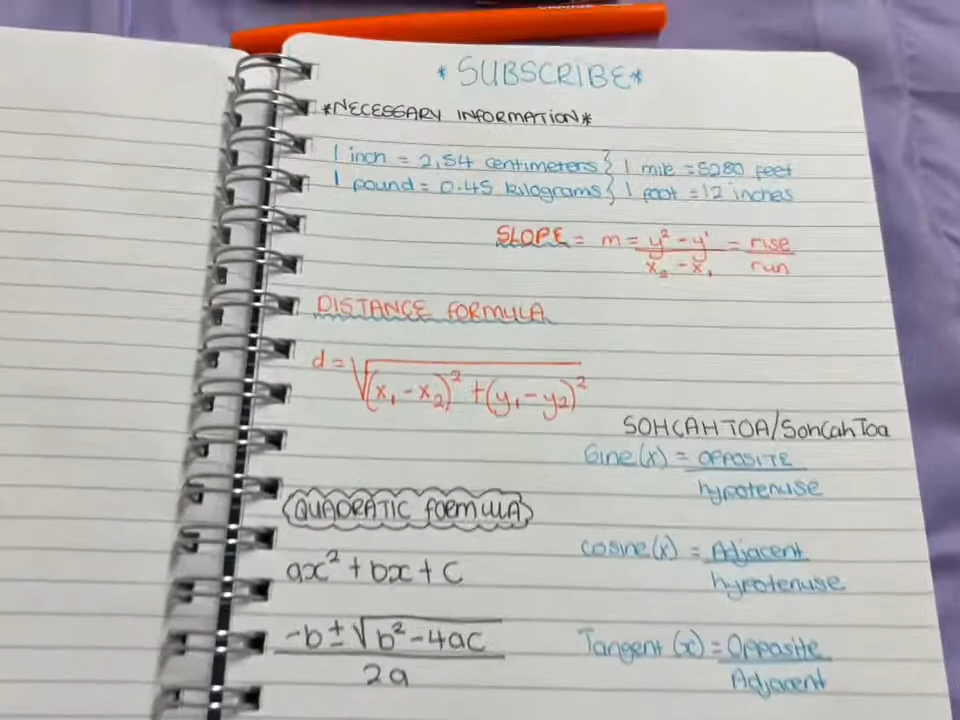 *SUBSCRIBE*
*NECESSARY INFORMATION*
1 inch = 2,54 centimeters } 1 mile = 5280 feet
1 pound = 0.45 kilograms } 1 foot = 12 inches
SLOPE = m = y² - y' = rise
x₂ - x₁ run
DISTANCE FORMULA
d = √(x₁ - x₂)² + (y₁ - y₂)²
SOHCAHTOA/SohCahToa
Sine(x) = OPPOSITE
hypotenuse
QUADRATIC FORMULA
ax² + bx + c
cosine(x) = Adjacent
hypotenuse
-b ± √b² - 4ac
2a
Tangent (x) = Opposite
Adjacent